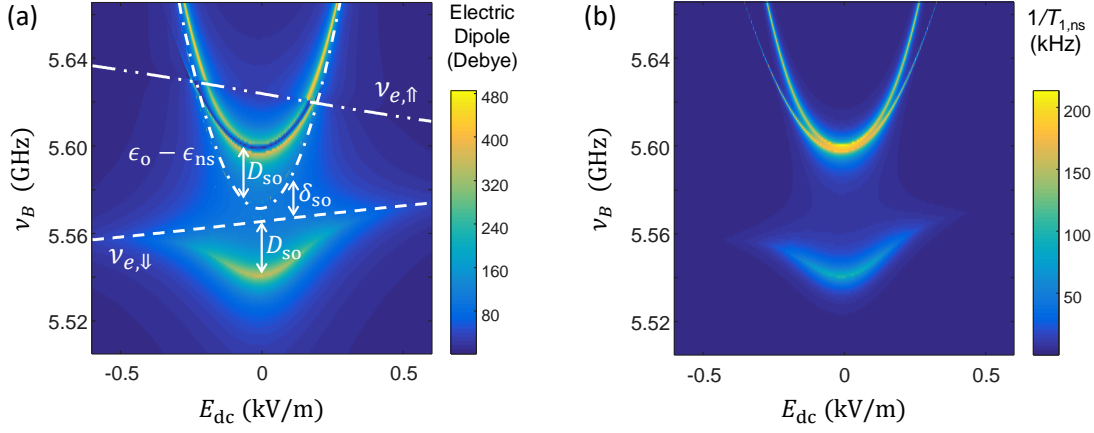 (a)
Electric
Dipole
(Debye)
5.64
5.60
5.56
5.52
ν_B (GHz)
ν_{e,⇑}
ϵ_o − ϵ_ns
D_so
δ_so
D_so
ν_{e,⇓}
480
400
320
240
160
80
-0.5
0
0.5
E_dc (kV/m)
(b)
1/T_{1,ns}
(kHz)
5.64
5.60
5.56
5.52
ν_B (GHz)
200
150
100
50
-0.5
0
0.5
E_dc (kV/m)